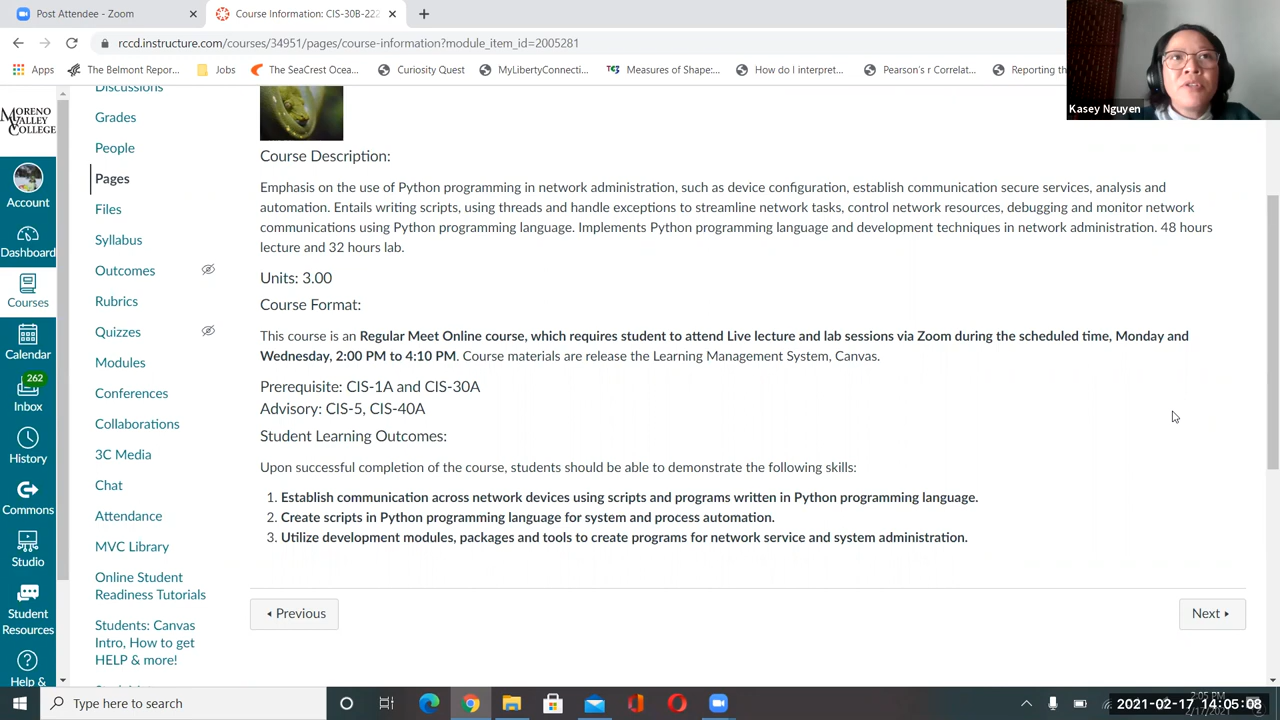 Post Attendee - Zoom
Course Information: CIS-30B-222
rccd.instructure.com/courses/34951/pages/course-information?module_item_id=2005281
Apps
The Belmont Repor...
Jobs
The SeaCrest Ocea...
Curiosity Quest
MyLibertyConnecti...
Measures of Shape:...
How do I interpret...
Pearson's r Correlat...
Reporting th
Kasey Nguyen
MORENO
VALLEY
COLLEGE
Account
Dashboard
Courses
Calendar
262
Inbox
History
Commons
Studio
Student
Resources
Help &
Discussions
Grades
People
Pages
Files
Syllabus
Outcomes
Rubrics
Quizzes
Modules
Conferences
Collaborations
3C Media
Chat
Attendance
MVC Library
Online Student
Readiness Tutorials
Students: Canvas
Intro, How to get
HELP & more!
Course Description:
Emphasis on the use of Python programming in network administration, such as device configuration, establish communication secure services, analysis and
automation. Entails writing scripts, using threads and handle exceptions to streamline network tasks, control network resources, debugging and monitor network
communications using Python programming language. Implements Python programming language and development techniques in network administration. 48 hours
lecture and 32 hours lab.
Units: 3.00
Course Format:
This course is an Regular Meet Online course, which requires student to attend Live lecture and lab sessions via Zoom during the scheduled time, Monday and
Wednesday, 2:00 PM to 4:10 PM. Course materials are release the Learning Management System, Canvas.
Prerequisite: CIS-1A and CIS-30A
Advisory: CIS-5, CIS-40A
Student Learning Outcomes:
Upon successful completion of the course, students should be able to demonstrate the following skills:
1. Establish communication across network devices using scripts and programs written in Python programming language.
2. Create scripts in Python programming language for system and process automation.
3. Utilize development modules, packages and tools to create programs for network service and system administration.
Previous
Next
Type here to search
2:05 PM
2/17/2021
2021-02-17 14:05:08